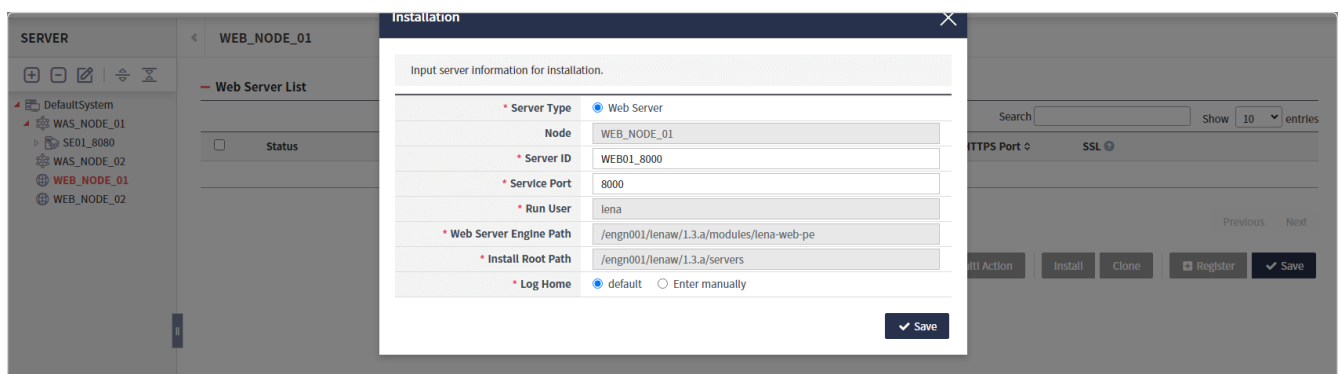 Installation
SERVER
WEB_NODE_01
Input server information for installation.
Web Server List
DefaultSystem
WAS_NODE_01
SE01_8080
WAS_NODE_02
WEB_NODE_01
WEB_NODE_02
* Server Type Web Server
Node WEB_NODE_01
* Server ID WEB01_8000
* Service Port 8000
* Run User lena
* Web Server Engine Path /engn001/lenaw/1.3.a/modules/lena-web-pe
* Install Root Path /engn001/lenaw/1.3.a/servers
* Log Home default Enter manually
Save
Search Show 10 entries
Status TTPS Port SSL
Previous Next
ulti Action Install Clone Register Save